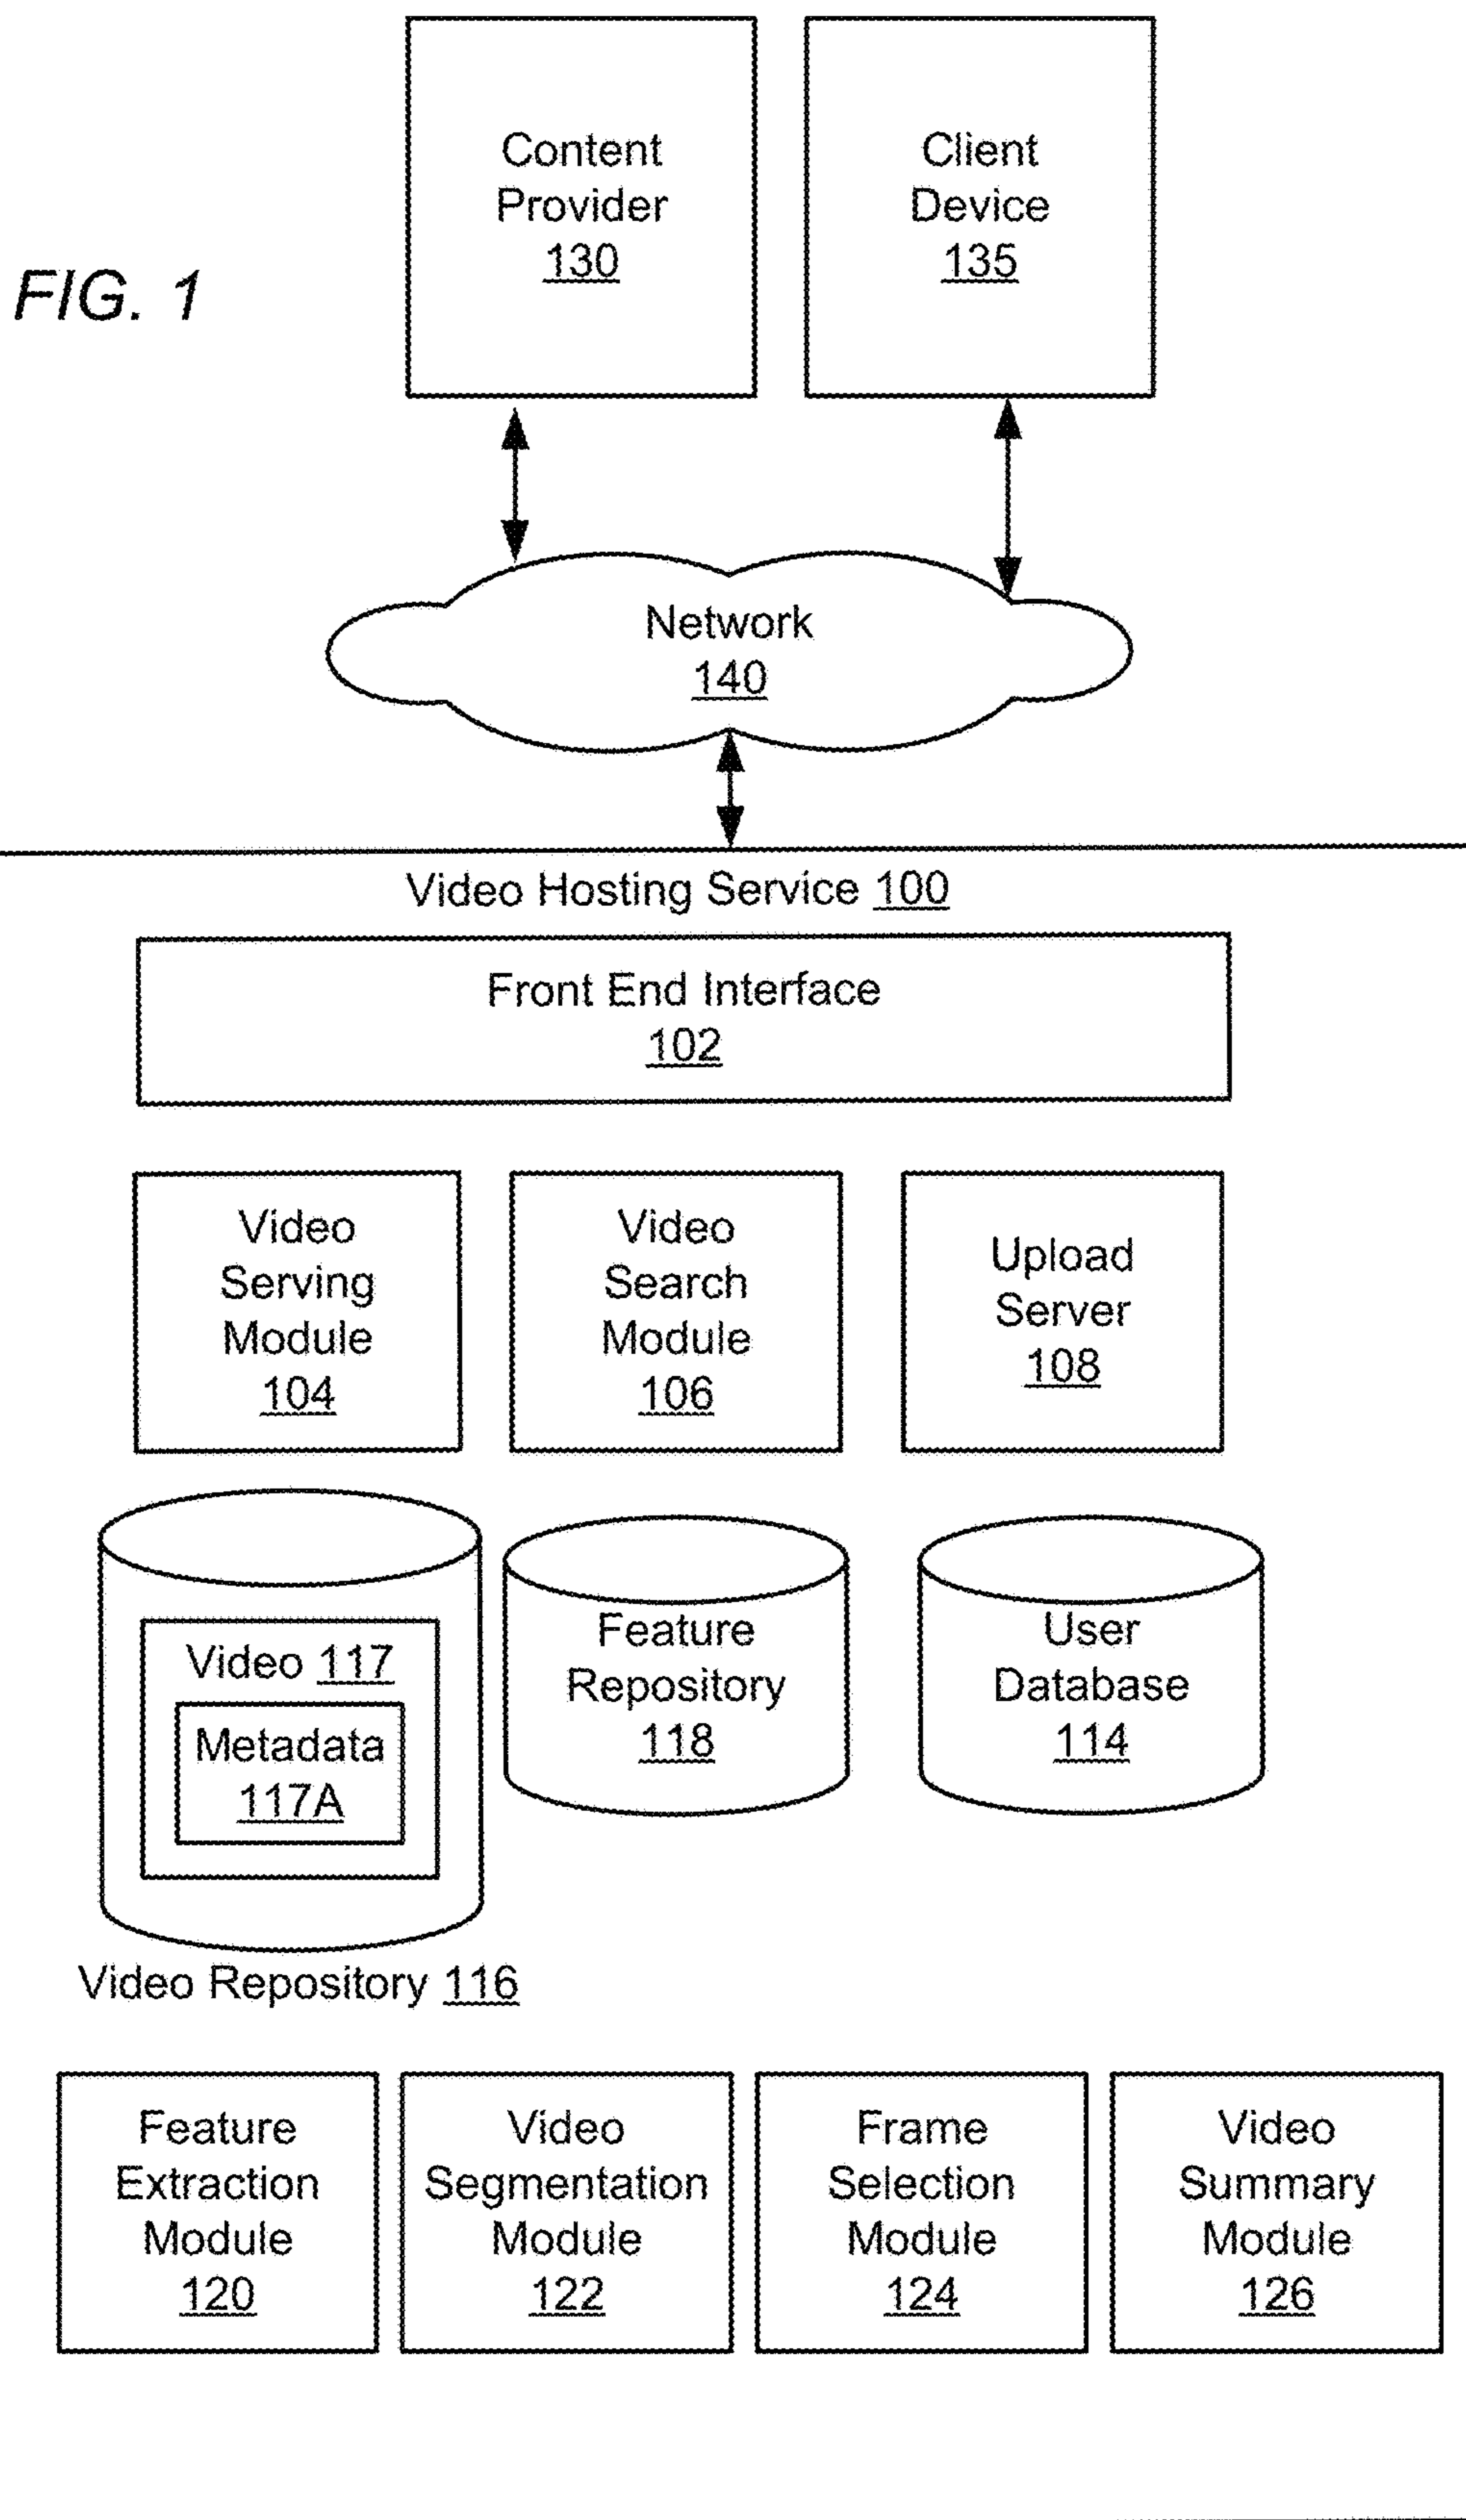 Content
Provider
130
Client
Device
135
FIG. 1
Network
140
Video Hosting Service 100
Front End Interface
102
Video
Serving
Module
104
Video
Search
Module
106
Upload
Server
108
Video 117
Metadata
117A
Feature
Repository
118
User
Database
114
Video Repository 116
Feature
Extraction
Module
120
Video
Segmentation
Module
122
Frame
Selection
Module
124
Video
Summary
Module
126